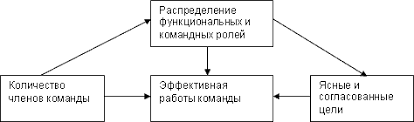 Распределение
функциональных и
командных ролей
Количество
членов команды
Эффективная
работы команды
Ясные и
согласованные
цели